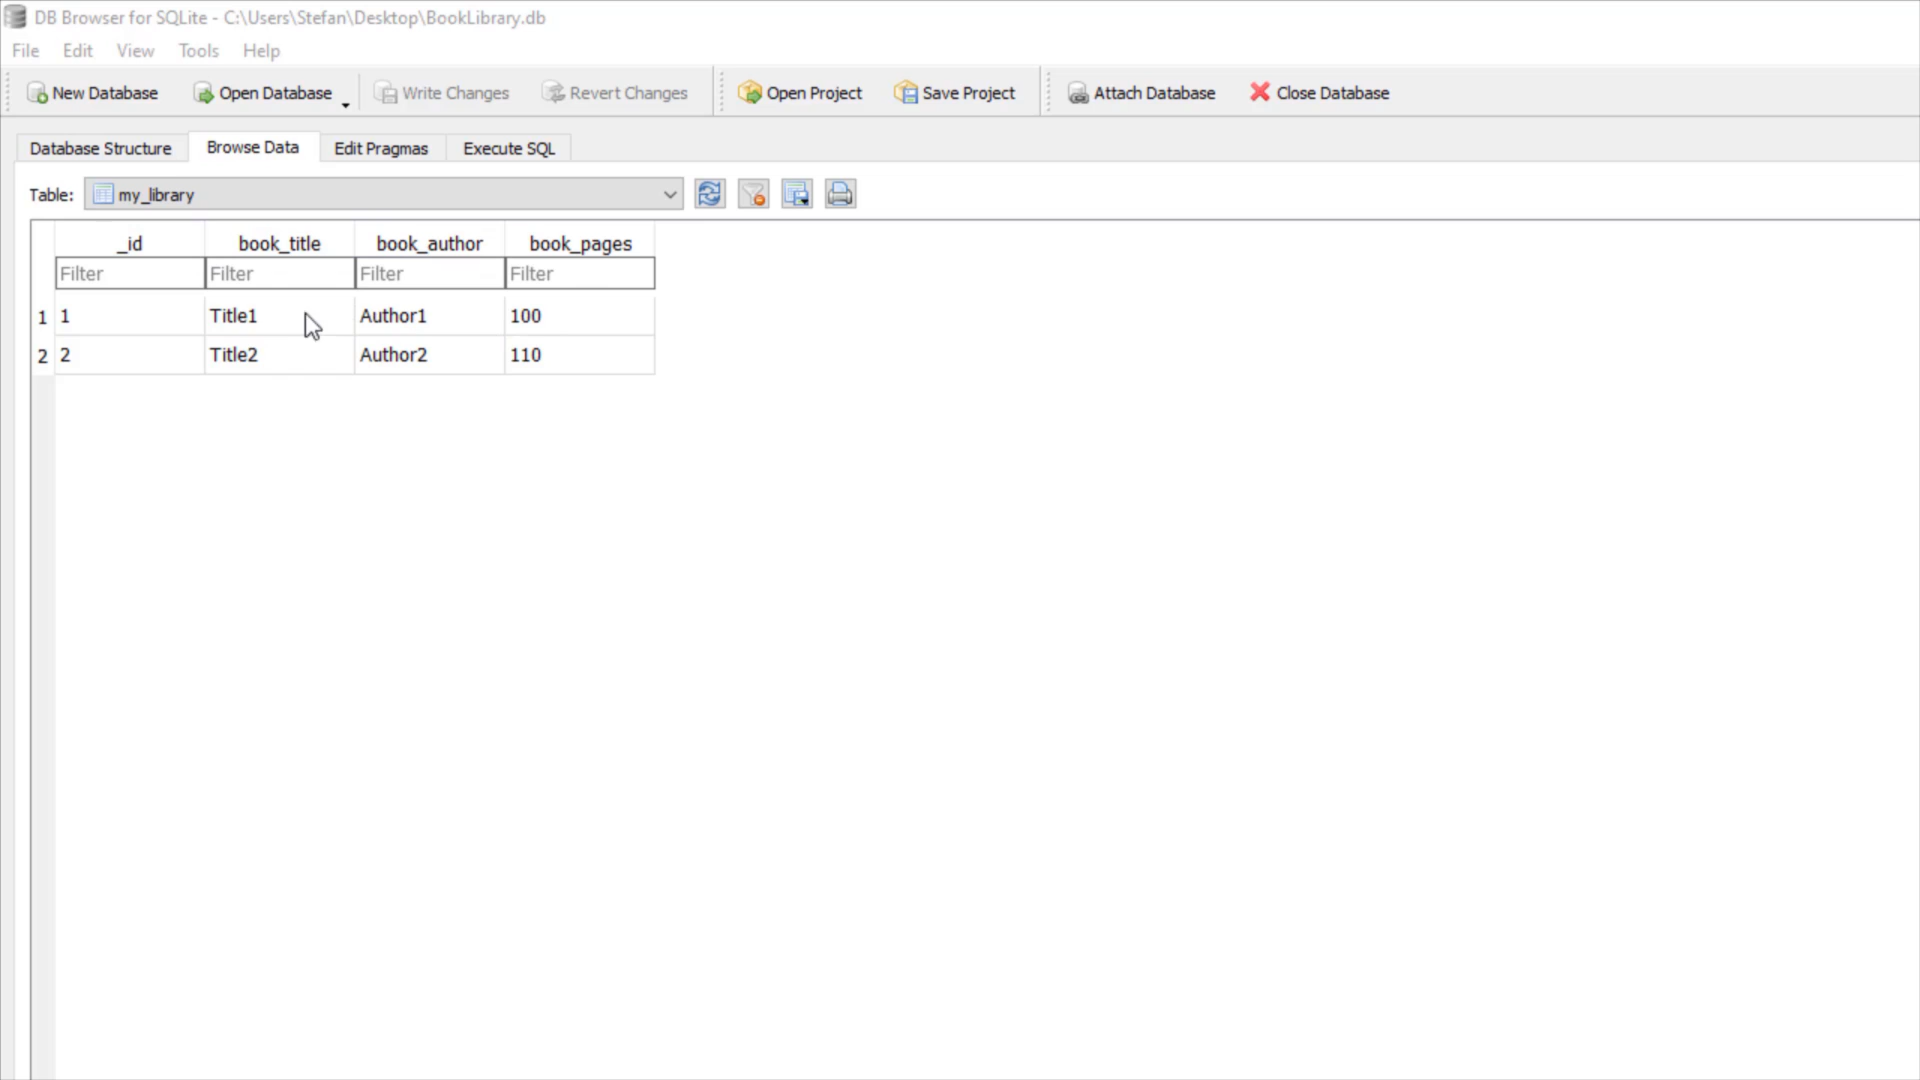 DB Browser for SQLite - C:\Users\Stefan\Desktop\BookLibrary.db
File Edit View Tools Help
New Database Open Database Write Changes Revert Changes Open Project Save Project Attach Database Close Database
Database Structure Browse Data Edit Pragmas Execute SQL
Table: my_library
_id book_title book_author book_pages
Filter Filter Filter Filter
1 1 Title1 Author1 100
2 2 Title2 Author2 110